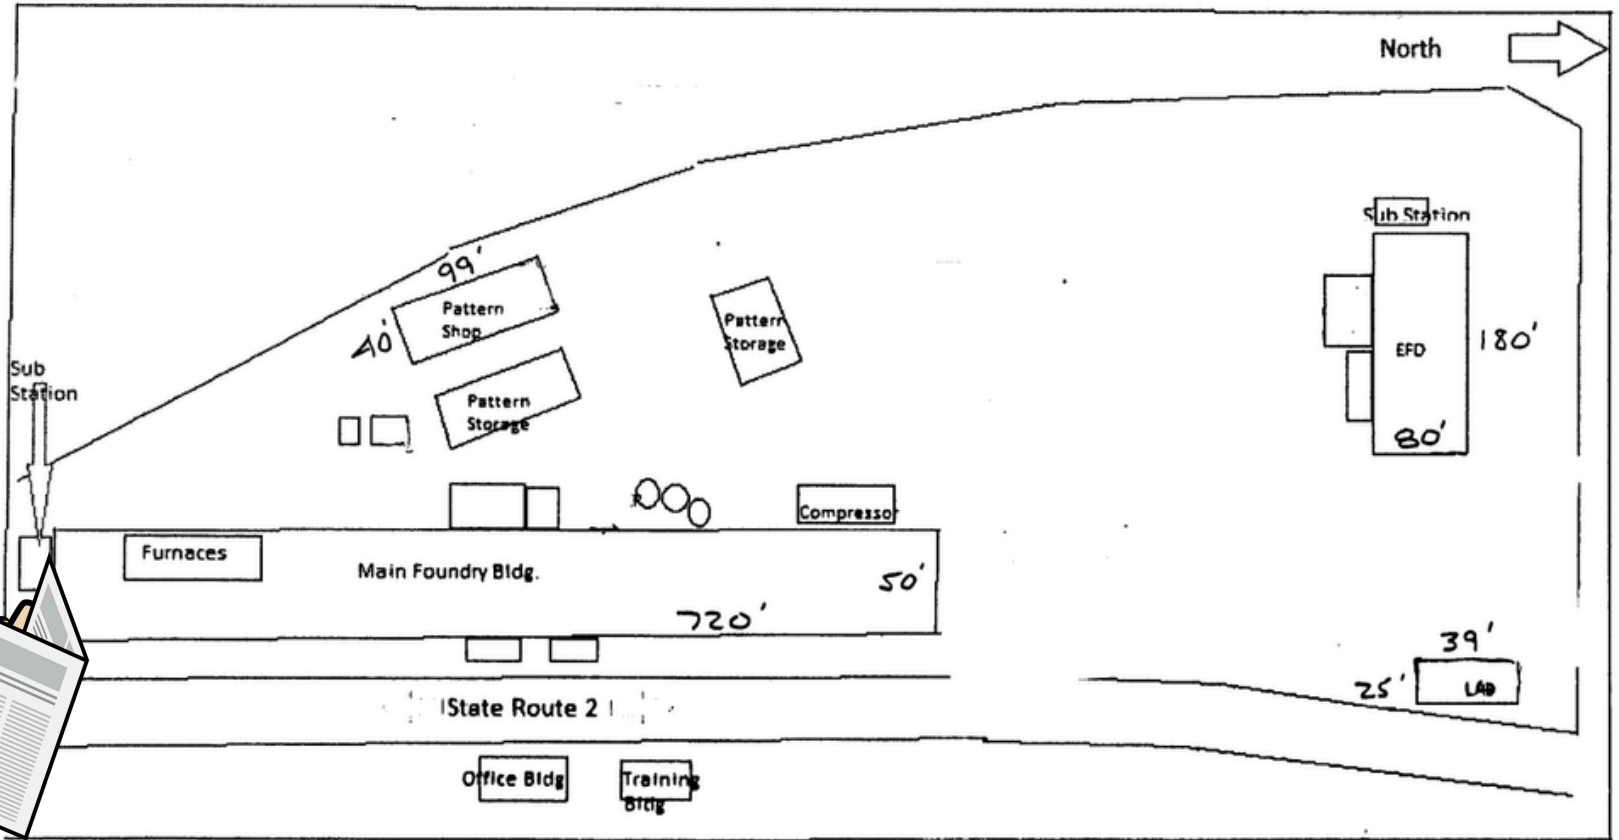 North
Sub Station
99'
Pattern
Shop
40'
Pattern
Storage
180'
EFD
Sub
Station
Pattern
Storage
80'
Compressor
Furnaces
Main Foundry Bldg.
50'
720'
39'
25'
LAB
State Route 2
Office Bldg
Training
Bldg